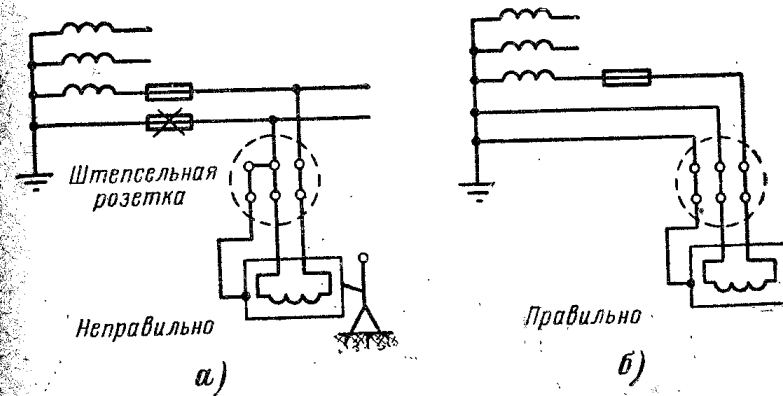 Штепсельная
розетка
Неправильно
а)
Правильно
б)